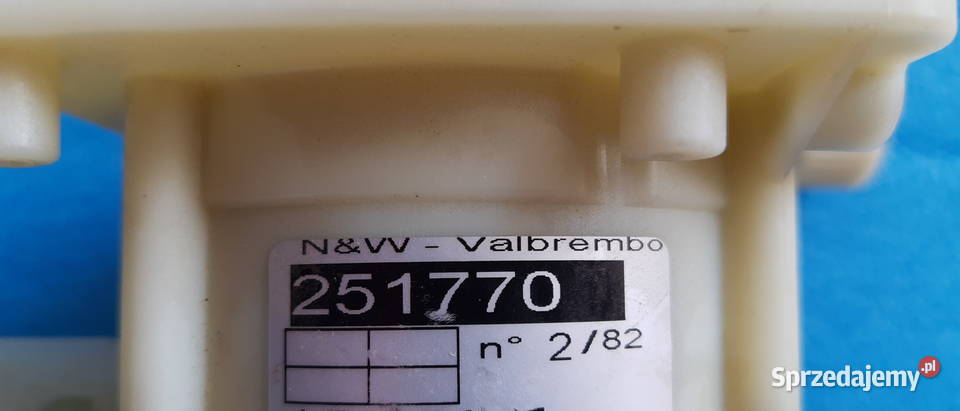 N&W - Valbrembo
251770
n° 2/82
Sprzedajemy.pl